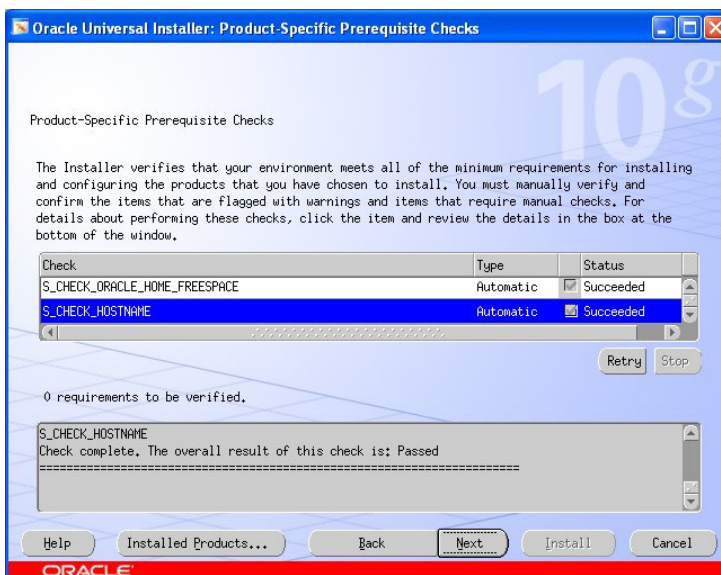 Oracle Universal Installer: Product-Specific Prerequisite Checks
10g
Product-Specific Prerequisite Checks
The Installer verifies that your environment meets all of the minimum requirements for installing
and configuring the products that you have chosen to install. You must manually verify and
confirm the items that are flagged with warnings and items that require manual checks. For
details about performing these checks, click the item and review the details in the box at the
bottom of the window.
Check Type Status
S_CHECK_ORACLE_HOME_FREESPACE Automatic Succeeded
S_CHECK_HOSTNAME Automatic Succeeded
Retry Stop
0 requirements to be verified.
S_CHECK_HOSTNAME
Check complete. The overall result of this check is: Passed
========================================================================
Help Installed Products... Back Next Install Cancel
ORACLE